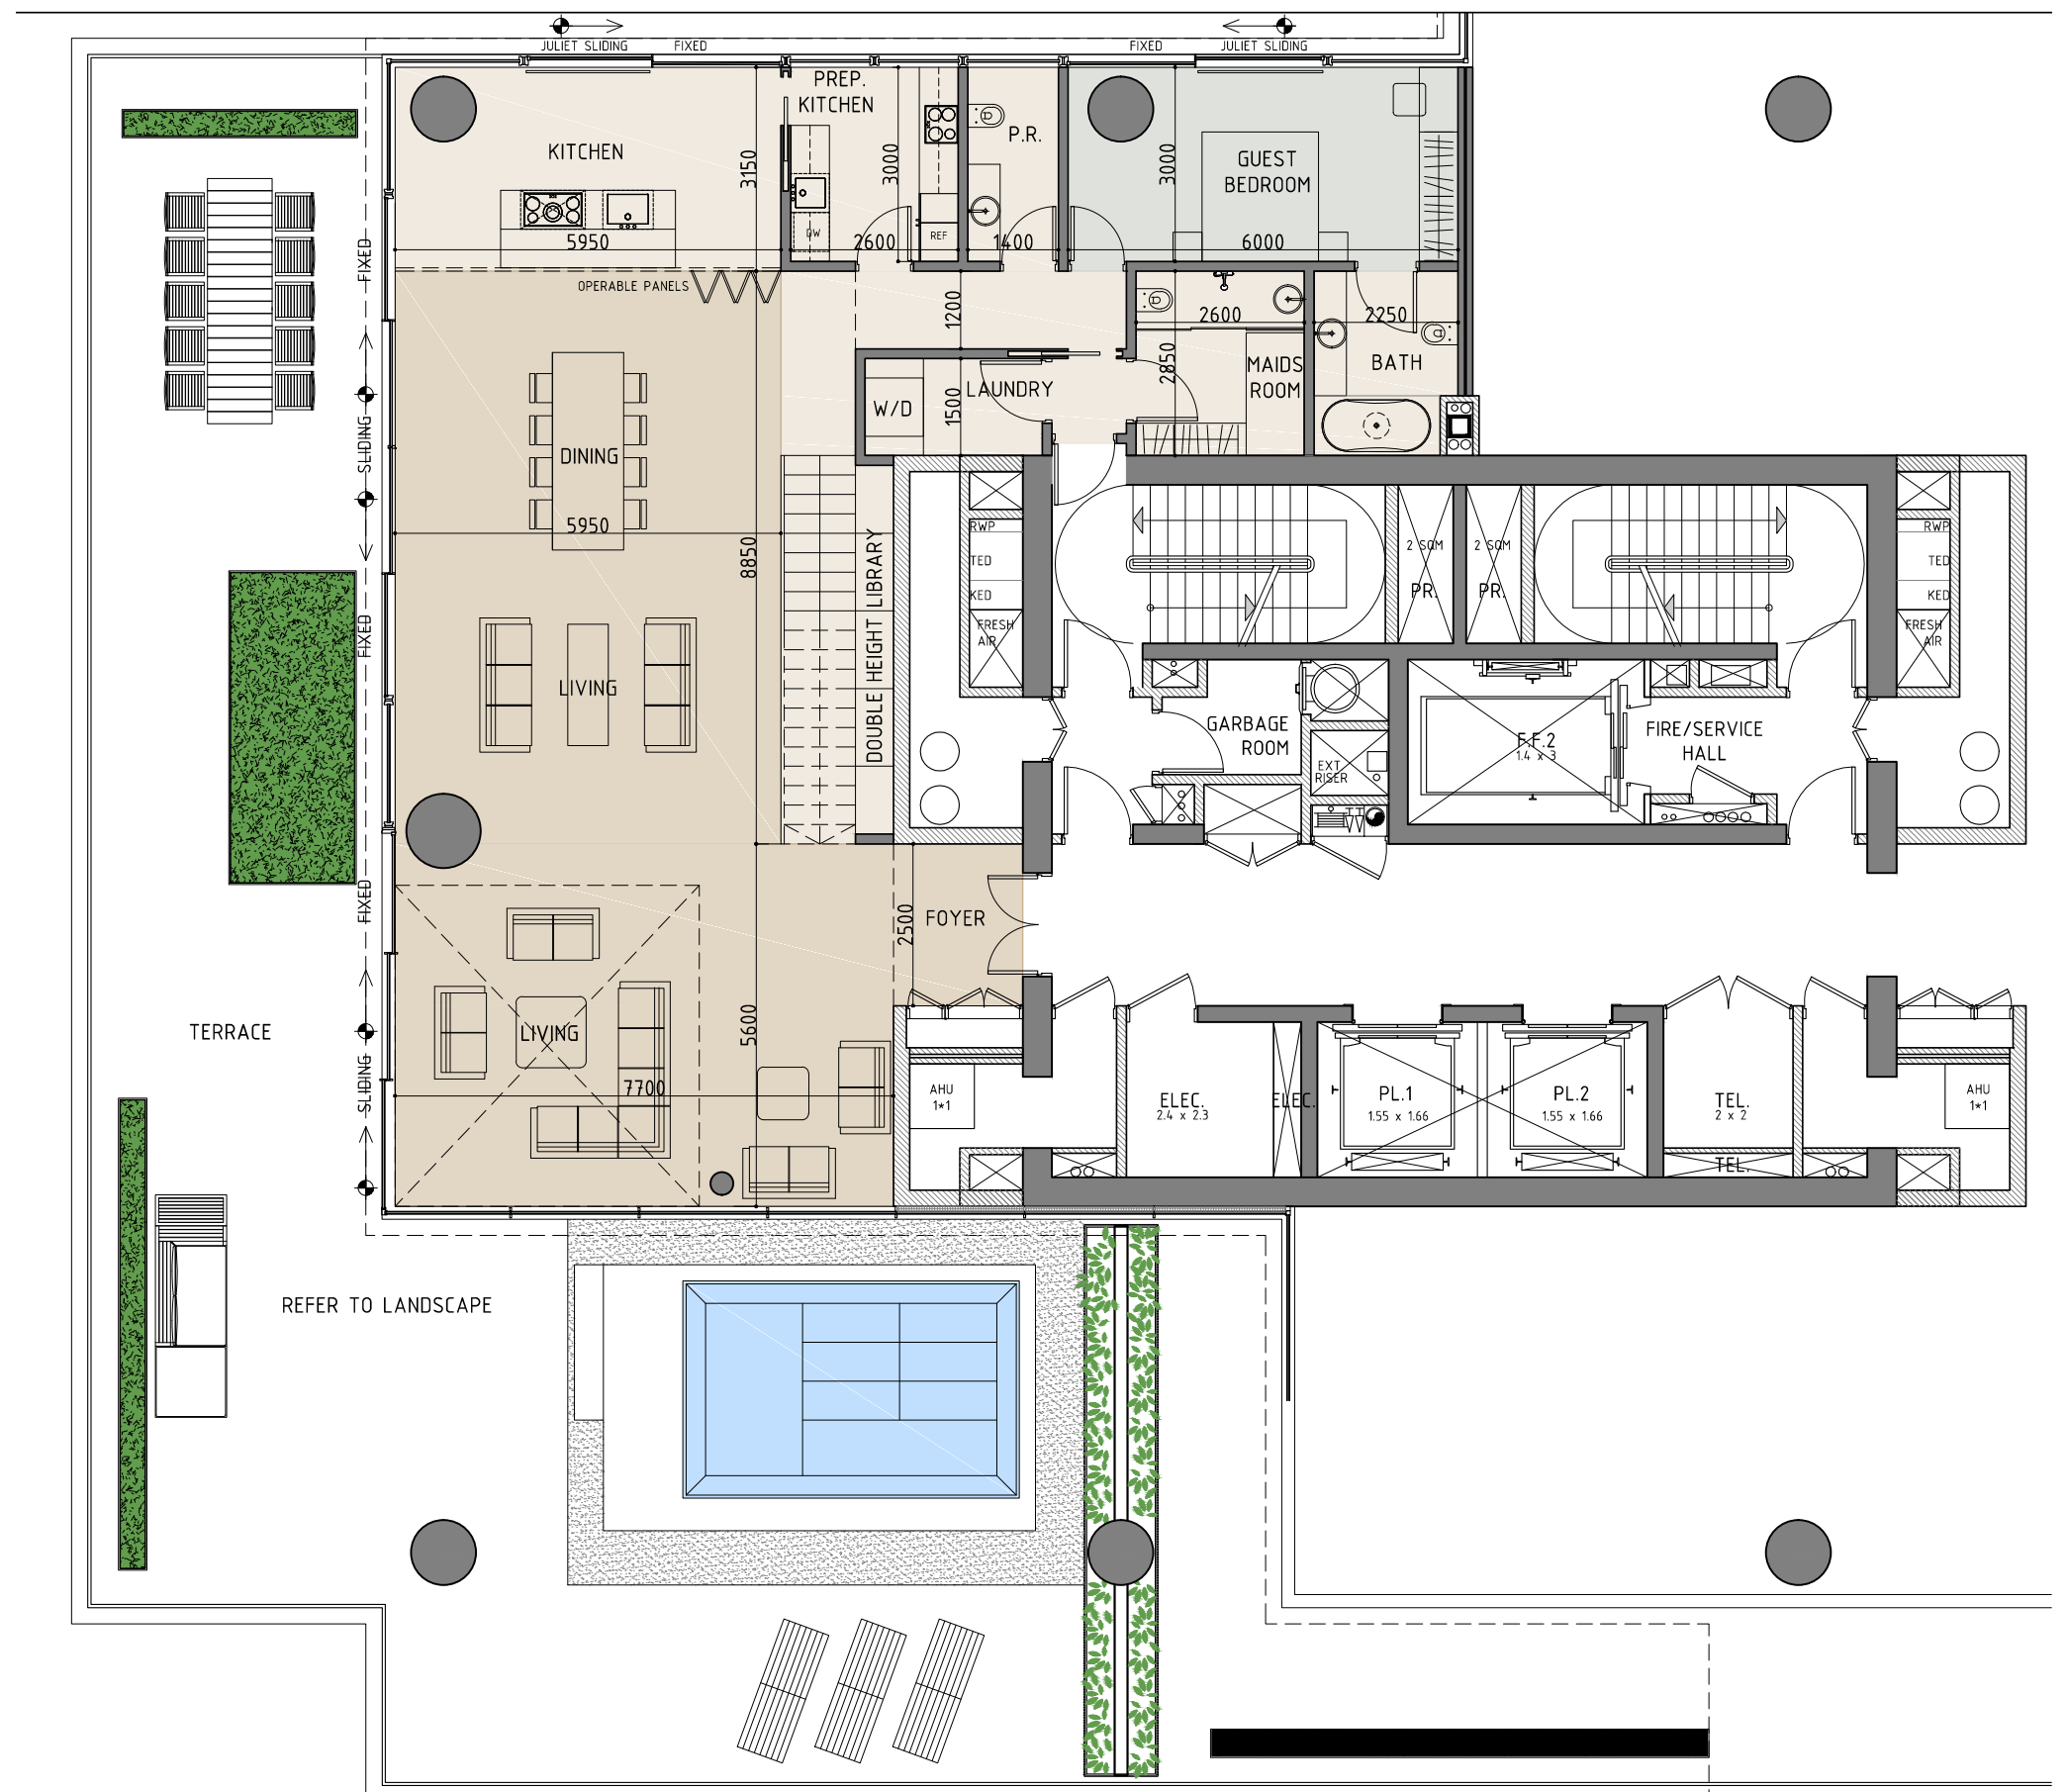 JULIET SLIDING
FIXED
FIXED
JULIET SLIDING
KITCHEN
PREP.
KITCHEN
P.R.
GUEST
BEDROOM
3150
3000
3000
DW
REF
5950
2600
1400
6000
FIXED
OPERABLE PANELS
1200
2600
2250
2850
MAIDS
ROOM
BATH
W/D
1500
LAUNDRY
SLIDING
DINING
5950
8850
DOUBLE HEIGHT LIBRARY
RWP
TED
KED
FRESH
AIR
2 SQM
PR.
2 SQM
PR.
RWP
TED
KED
FRESH
AIR
FIXED
LIVING
GARBAGE
ROOM
EXT
RISER
F.F.2
1.4 x 3
FIRE/SERVICE
HALL
FIXED
2500
FOYER
TERRACE
LIVING
5600
7700
SLIDING
AHU
1*1
ELEC.
2.4 x 2.3
ELEC.
PL.1
1.55 x 1.66
PL.2
1.55 x 1.66
TEL.
2 x 2
TEL.
AHU
1*1
REFER TO LANDSCAPE